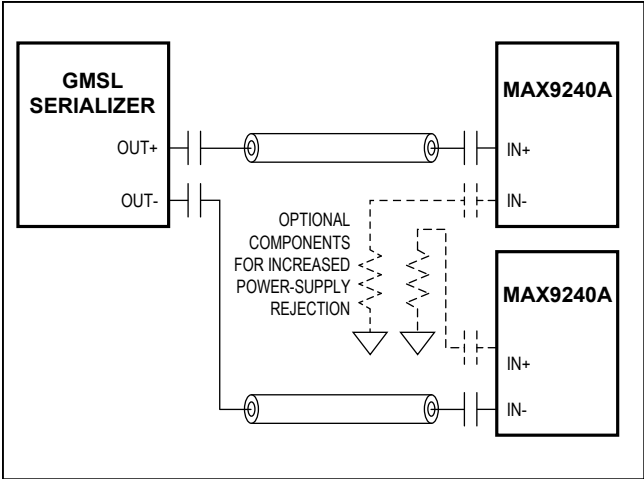 GMSL
SERIALIZER
OUT+
OUT-
MAX9240A
IN+
IN-
OPTIONAL
COMPONENTS
FOR INCREASED
POWER-SUPPLY
REJECTION
MAX9240A
IN+
IN-